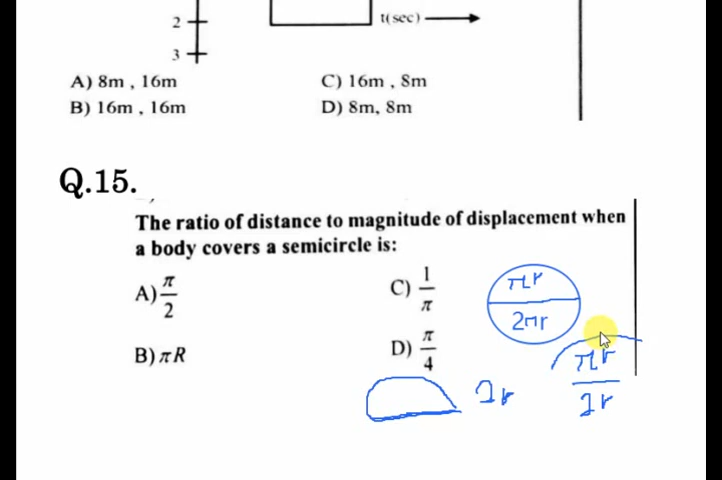 2
t(sec)
3
A) 8m , 16m
C) 16m , 8m
B) 16m , 16m
D) 8m, 8m
Q.15.
The ratio of distance to magnitude of displacement when
a body covers a semicircle is:
A) π/2
C) 1/π
πr
2πr
B) πR
D) π/4
πr
2r
2r